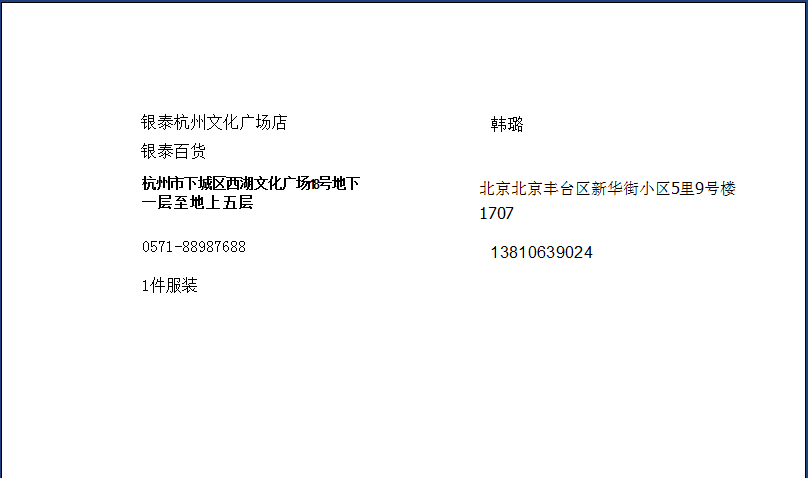 银泰杭州文化广场店
银泰百货
杭州市下城区西湖文化广场18号地下
一层至地上五层
0571-88987688
1件服装
韩璐
北京北京丰台区新华街小区5里9号楼
1707
13810639024